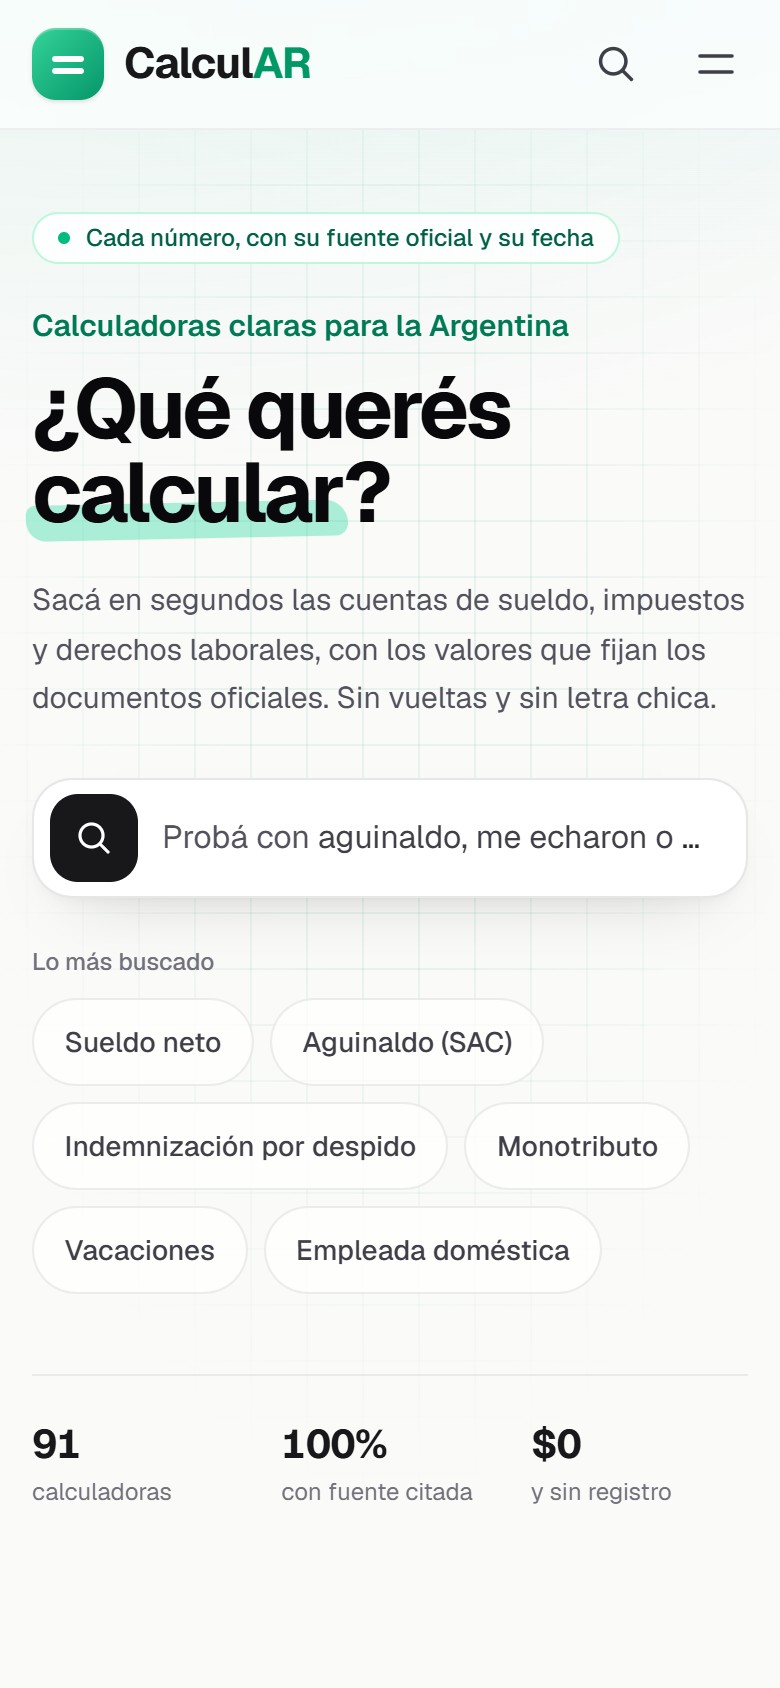 CalculAR
Cada número, con su fuente oficial y su fecha
Calculadoras claras para la Argentina
¿Qué querés
calcular?
Sacá en segundos las cuentas de sueldo, impuestos
y derechos laborales, con los valores que fijan los
documentos oficiales. Sin vueltas y sin letra chica.
Probá con aguinaldo, me echaron o ...
Lo más buscado
Sueldo neto
Aguinaldo (SAC)
Indemnización por despido
Monotributo
Vacaciones
Empleada doméstica
91
calculadoras
100%
con fuente citada
$0
y sin registro